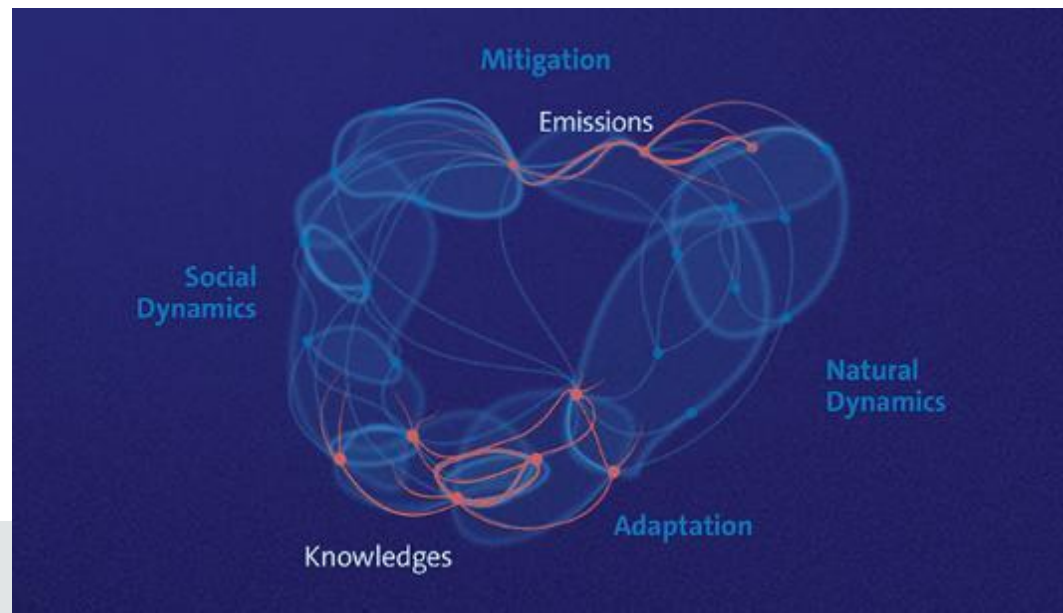 Mitigation
Emissions
Social
Dynamics
Natural
Dynamics
Adaptation
Knowledges